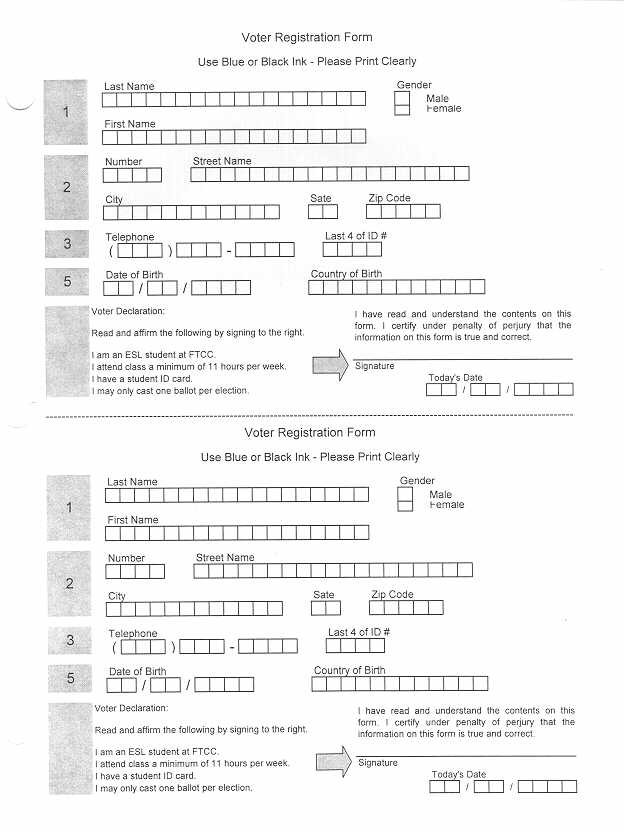 Voter Registration Form
Use Blue or Black Ink - Please Print Clearly
Last Name Gender
1 Male
Female
First Name
Number Street Name
2
City Sate Zip Code
3 Telephone Last 4 of ID #
( ) -
5 Date of Birth Country of Birth
/ /
Voter Declaration:
I have read and understand the contents on this
form. I certify under penalty of perjury that the
information on this form is true and correct.
Read and affirm the following by signing to the right.
I am an ESL student at FTCC.
I attend class a minimum of 11 hours per week.
I have a student ID card.
I may only cast one ballot per election.
Signature
Today's Date
/ /
Voter Registration Form
Use Blue or Black Ink - Please Print Clearly
Last Name Gender
1 Male
Female
First Name
Number Street Name
2
City Sate Zip Code
3 Telephone Last 4 of ID #
( ) -
5 Date of Birth Country of Birth
/ /
Voter Declaration:
I have read and understand the contents on this
form. I certify under penalty of perjury that the
information on this form is true and correct.
Read and affirm the following by signing to the right.
I am an ESL student at FTCC.
I attend class a minimum of 11 hours per week.
I have a student ID card.
I may only cast one ballot per election.
Signature
Today's Date
/ /